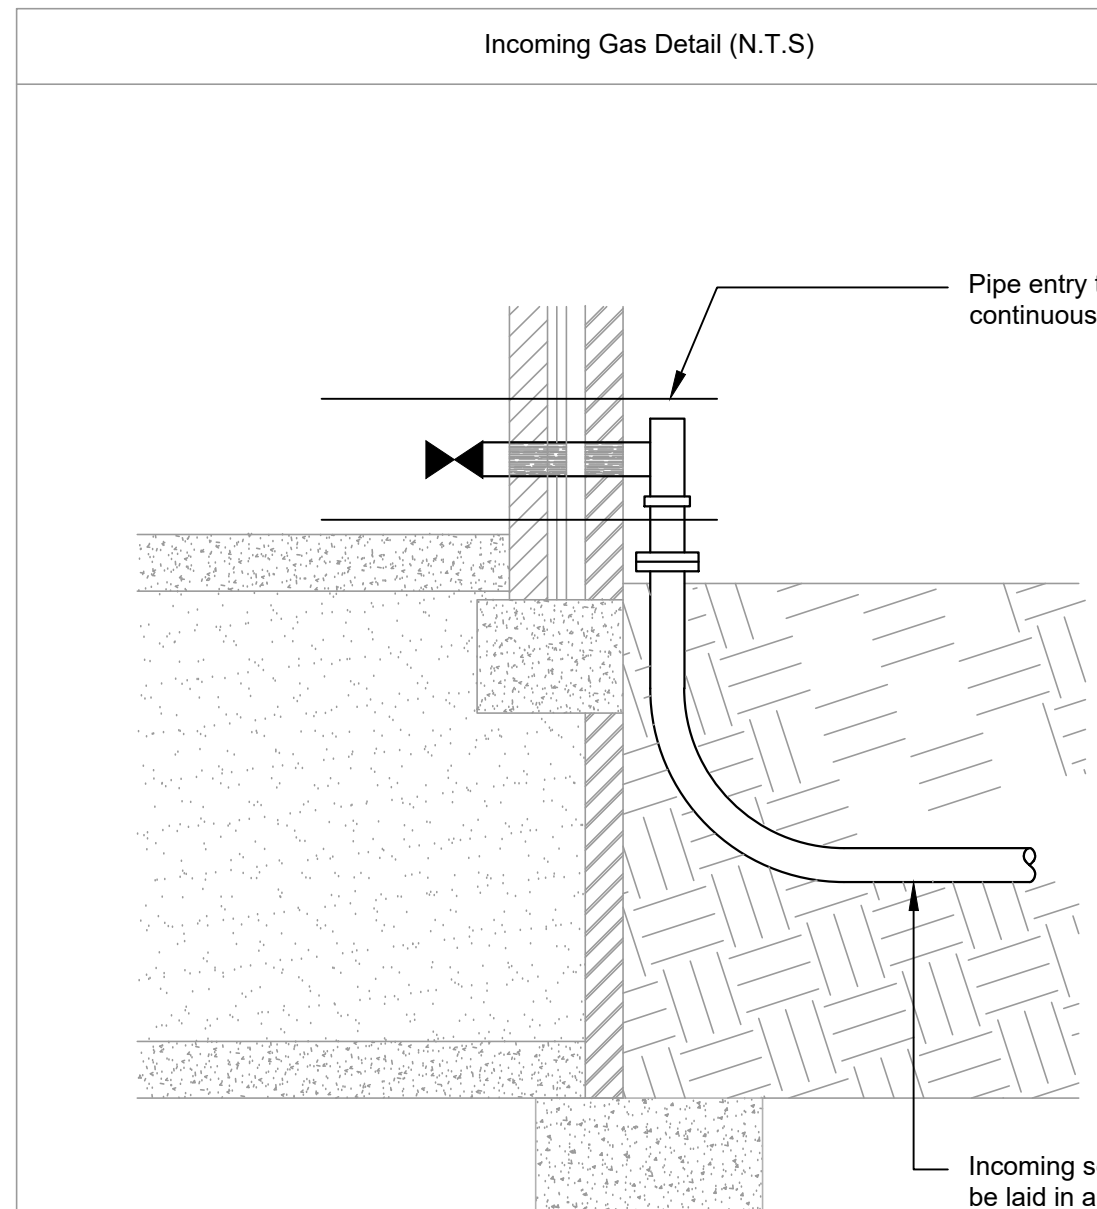 Incoming Gas Detail (N.T.S)
Pipe entry
continuous
Incoming
be laid in a